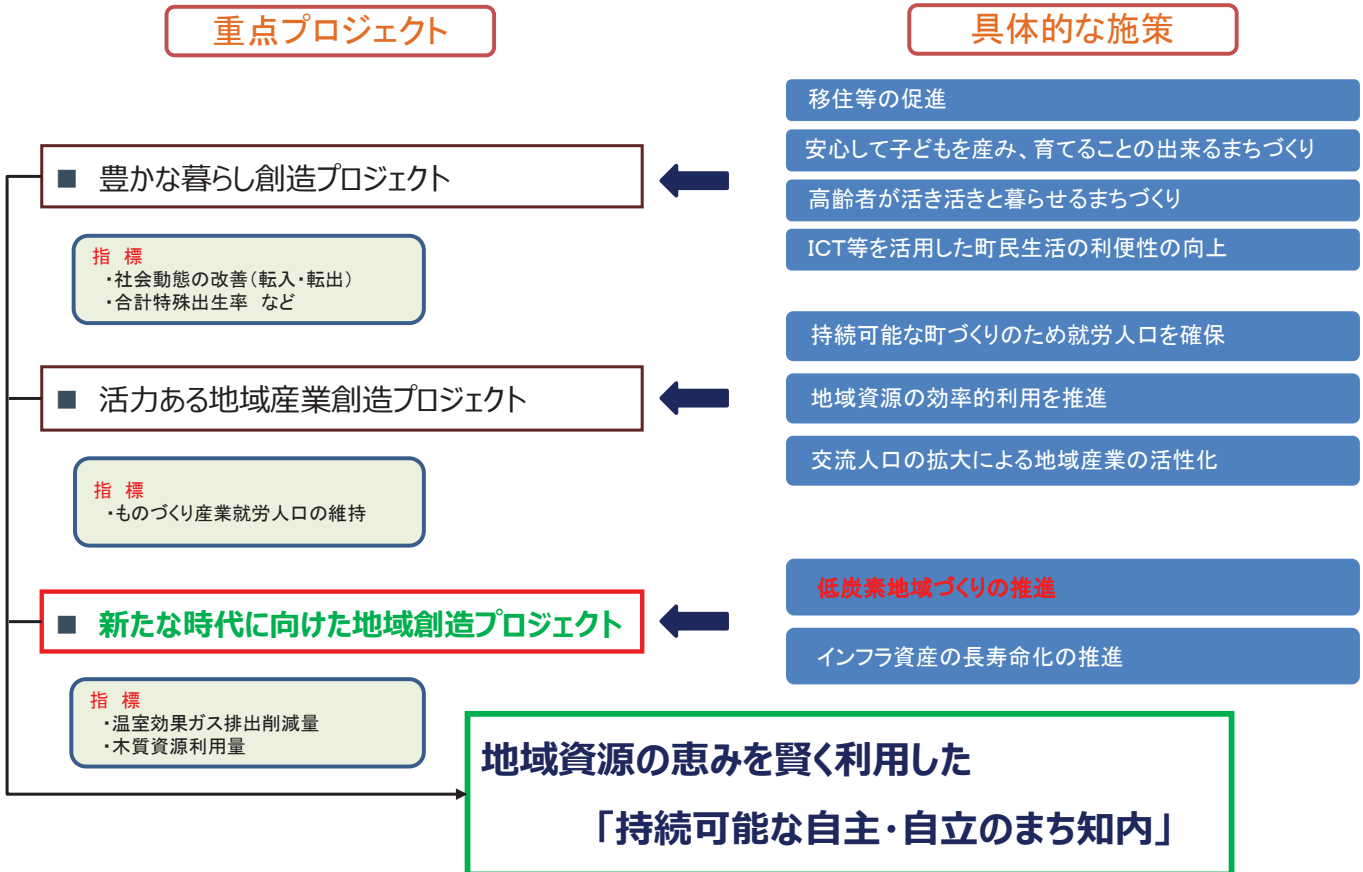 重点プロジェクト
具体的な施策
■ 豊かな暮らし創造プロジェクト
移住等の促進
安心して子どもを産み、育てることの出来るまちづくり
高齢者が活き活きと暮らせるまちづくり
ICT等を活用した町民生活の利便性の向上
指 標
・社会動態の改善(転入・転出)
・合計特殊出生率 など
■ 活力ある地域産業創造プロジェクト
持続可能な町づくりのため就労人口を確保
地域資源の効率的利用を推進
交流人口の拡大による地域産業の活性化
指 標
・ものづくり産業就労人口の維持
■ 新たな時代に向けた地域創造プロジェクト
低炭素地域づくりの推進
インフラ資産の長寿命化の推進
指 標
・温室効果ガス排出削減量
・木質資源利用量
地域資源の恵みを賢く利用した
「持続可能な自主・自立のまち知内」